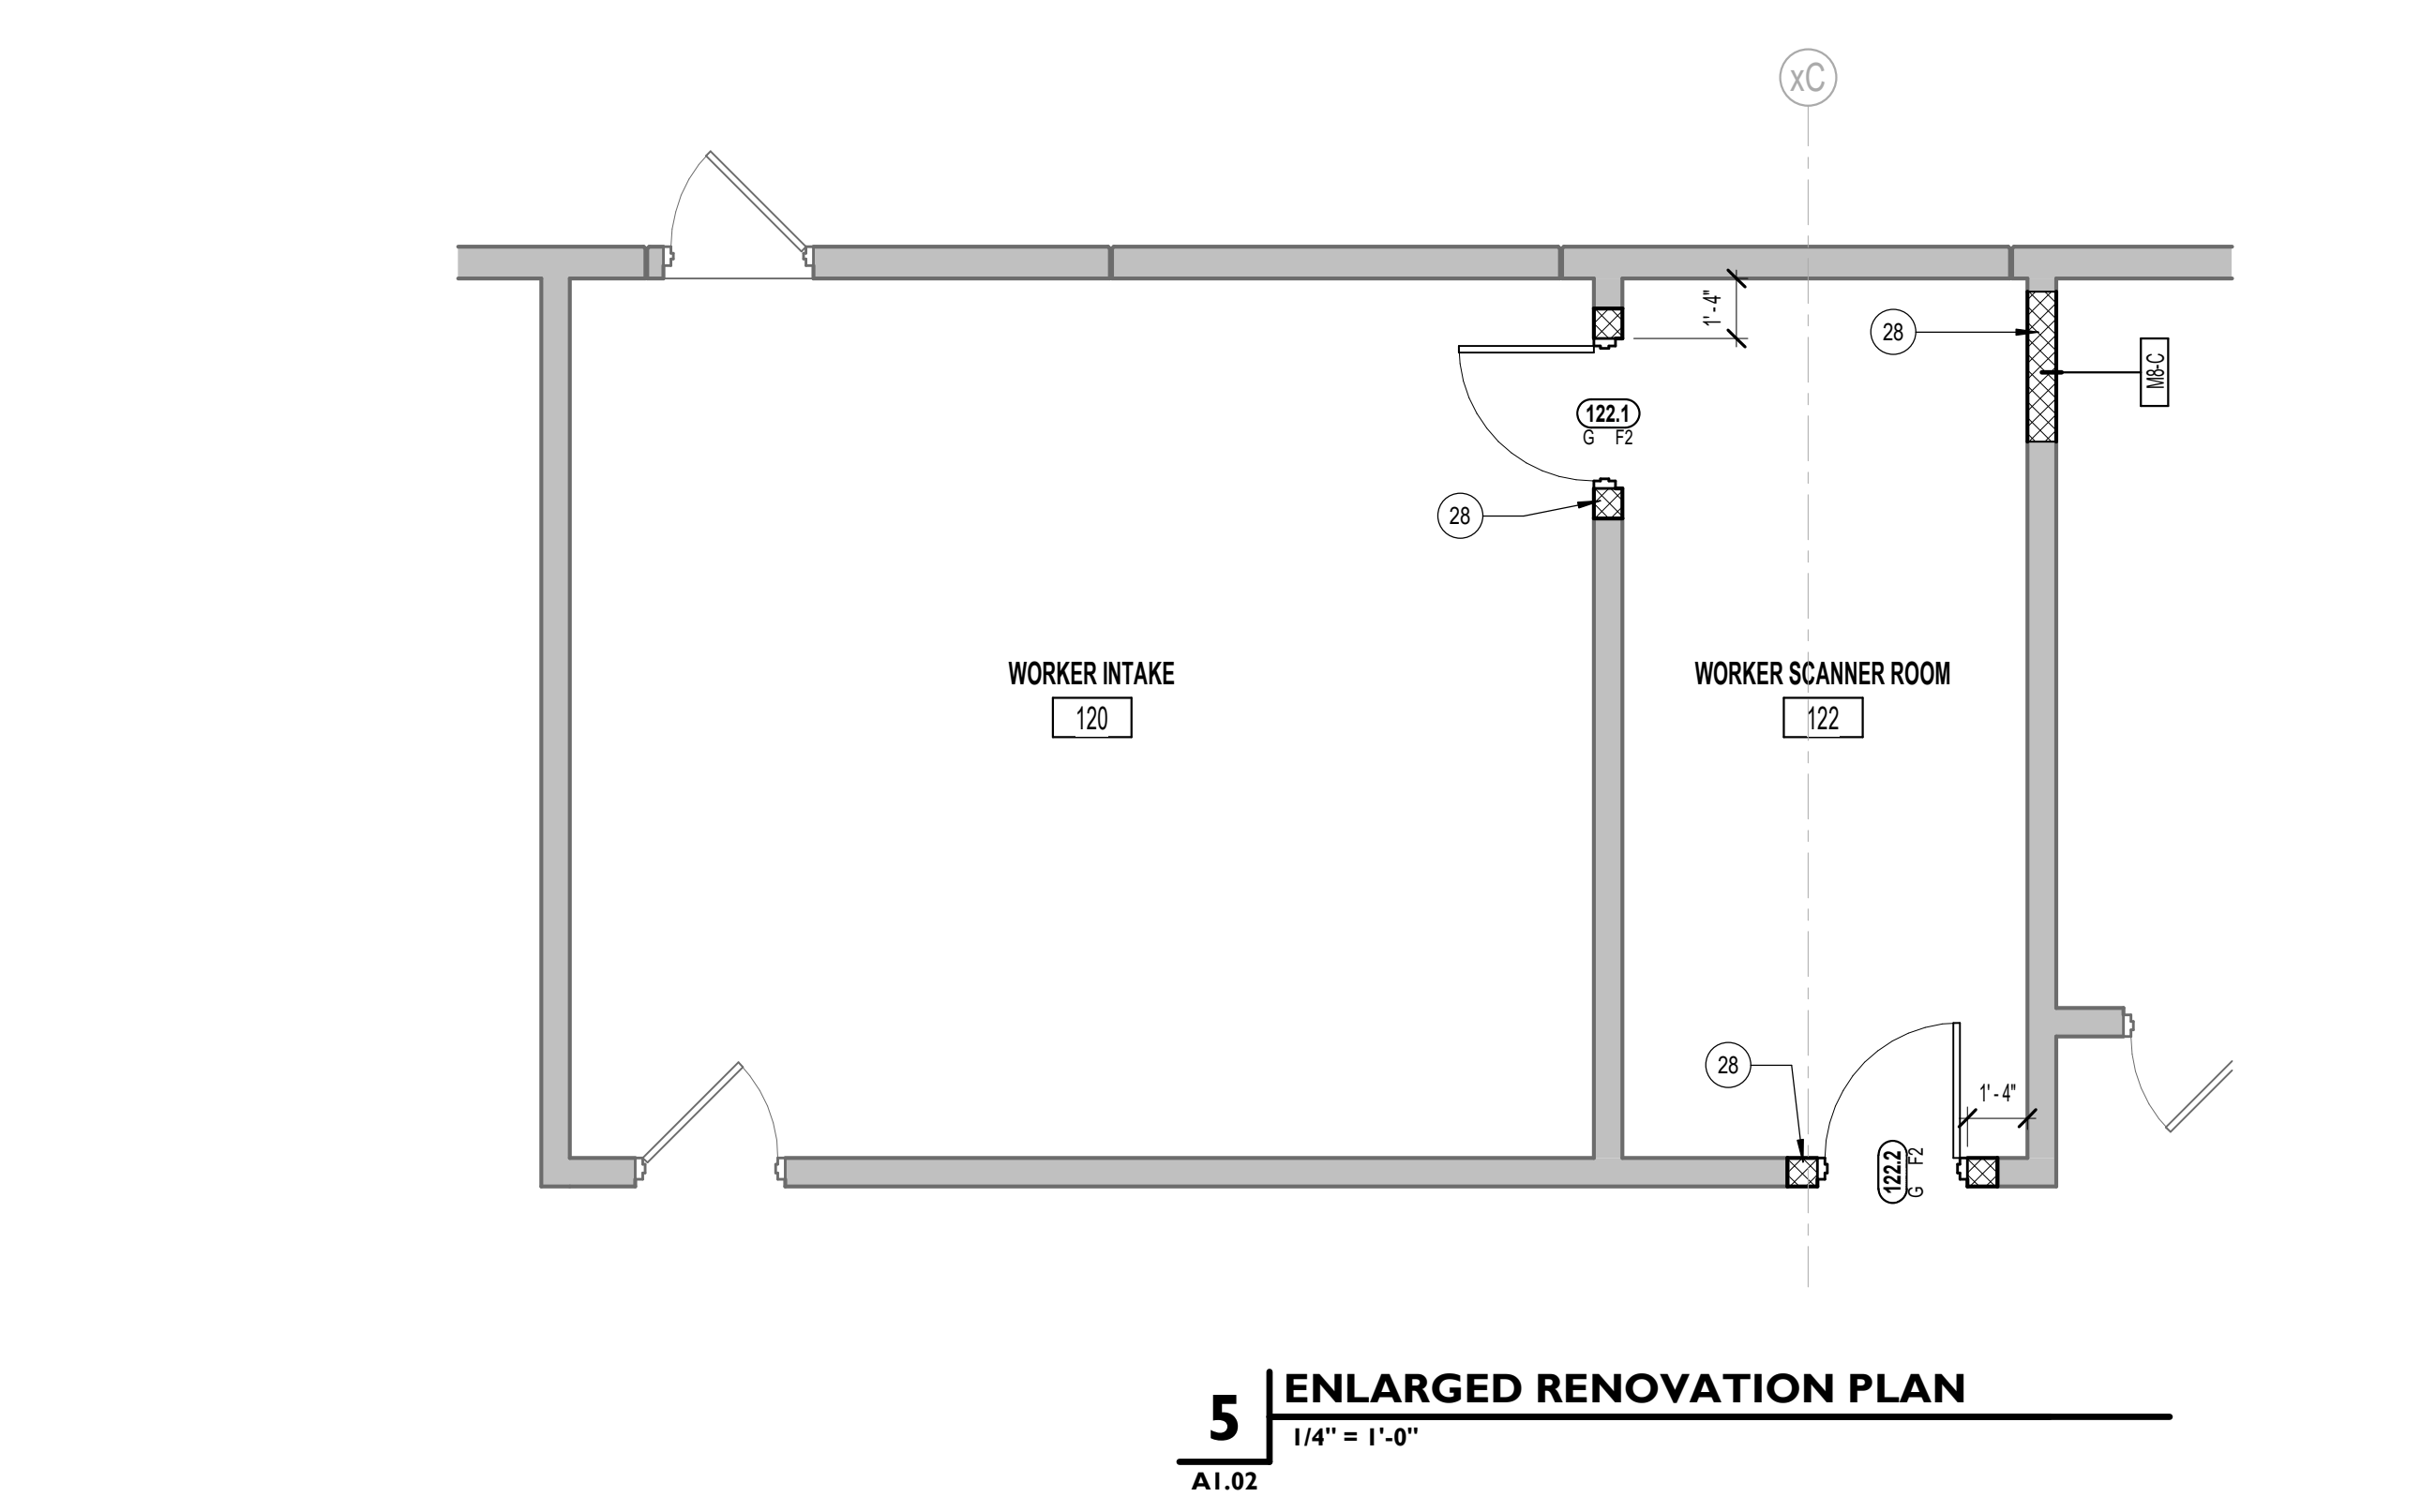 xC
1' - 4"
28
M8-C
122.1
G F2
28
WORKER INTAKE
120
WORKER SCANNER ROOM
122
28
1' - 4"
122.2
G F2
5
ENLARGED RENOVATION PLAN
1/4" = 1'-0"
A1.02